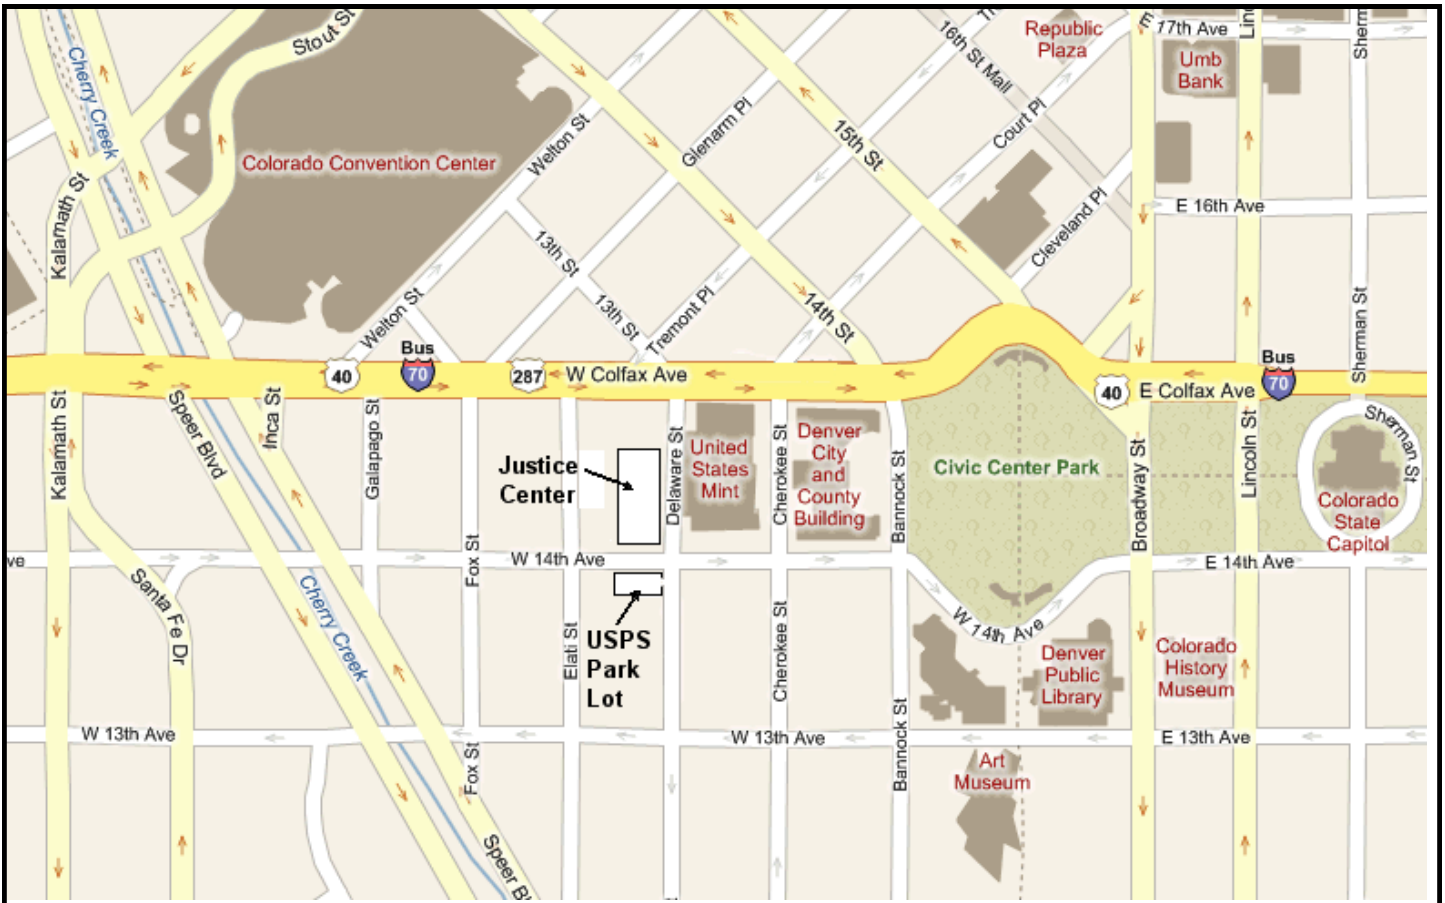 Stout St
Cherry Creek
Colorado Convention Center
Welton St
Glenarm Pl
15th St
16th St Mall
Republic
Plaza
Court Pl
E 17th Ave
Umb
Bank
E 16th Ave
Cleveland Pl
Kalamath St
13th St
13th St
Tremont Pl
14th St
Welton St
Sherman St
Bus
70
40
287
W Colfax Ave
Bus
70
40
E Colfax Ave
Kalamath St
Speer Blvd
Inca St
Galapago St
Justice
Center
Delaware St
United
States
Mint
Cherokee St
Denver
City
and
County
Building
Bannock St
Civic Center Park
Broadway St
Lincoln St
Sherman St
Colorado
State
Capitol
ve
Fox St
W 14th Ave
E 14th Ave
Santa Fe Dr
Cherry Creek
Elati St
USPS
Park
Lot
Cherokee St
W 14th Ave
Denver
Public
Library
Colorado
History
Museum
W 13th Ave
Fox St
W 13th Ave
Bannock St
E 13th Ave
Art
Museum
Speer B